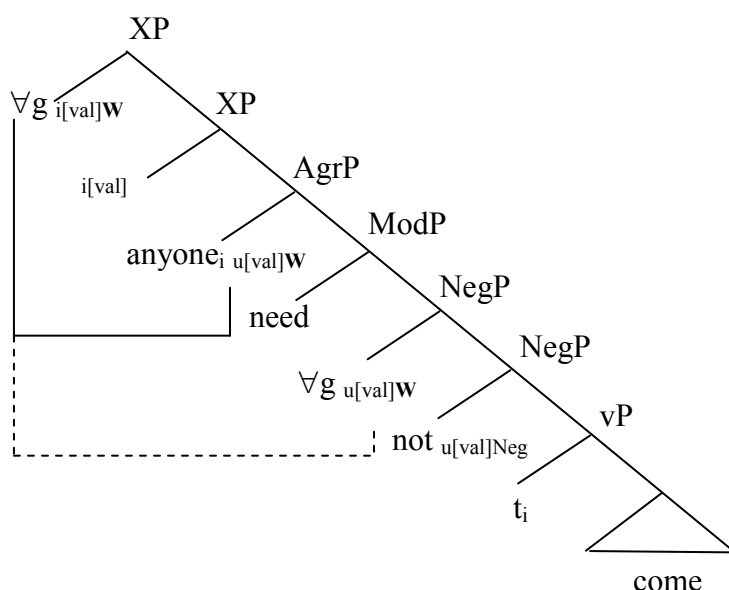 XP
∀g i[val]W
XP
i[val]
AgrP
anyonei u[val]W
ModP
need
NegP
∀g u[val]W
NegP
not u[val]Neg
vP
ti
come